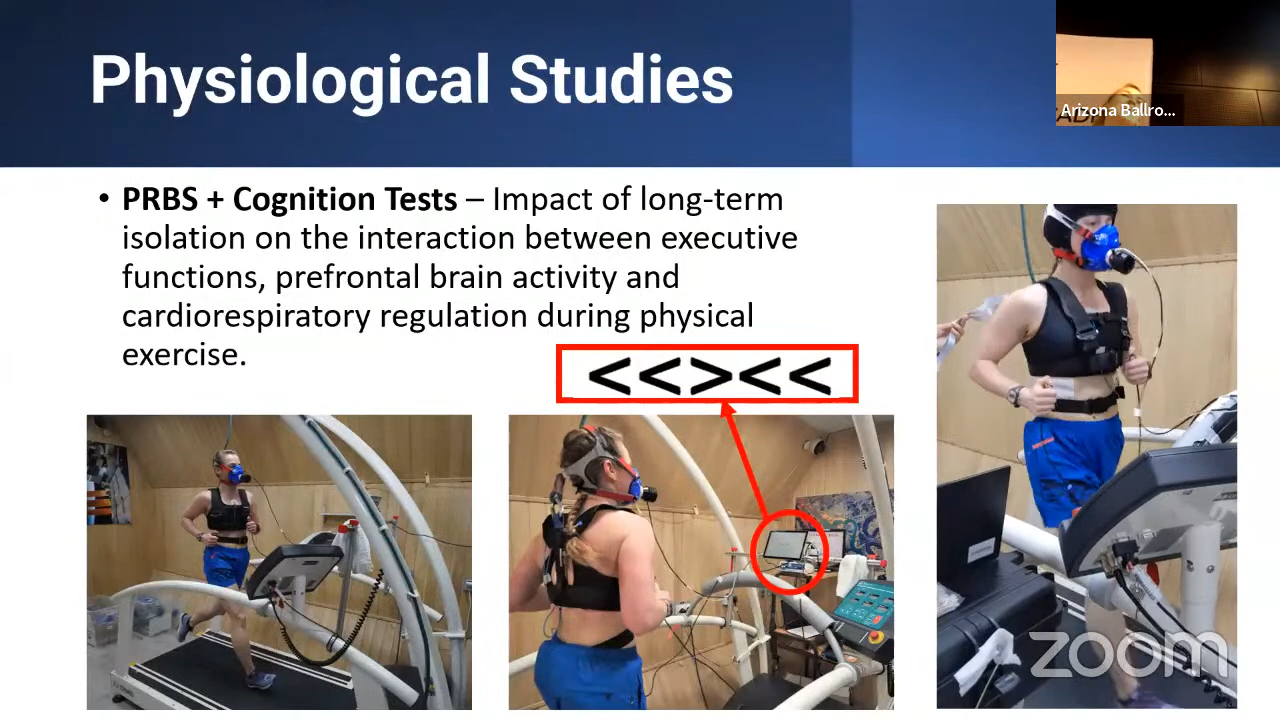 Physiological Studies
Arizona Ballro...
• PRBS + Cognition Tests – Impact of long-term
isolation on the interaction between executive
functions, prefrontal brain activity and
cardiorespiratory regulation during physical
exercise.
<<><<
zoom